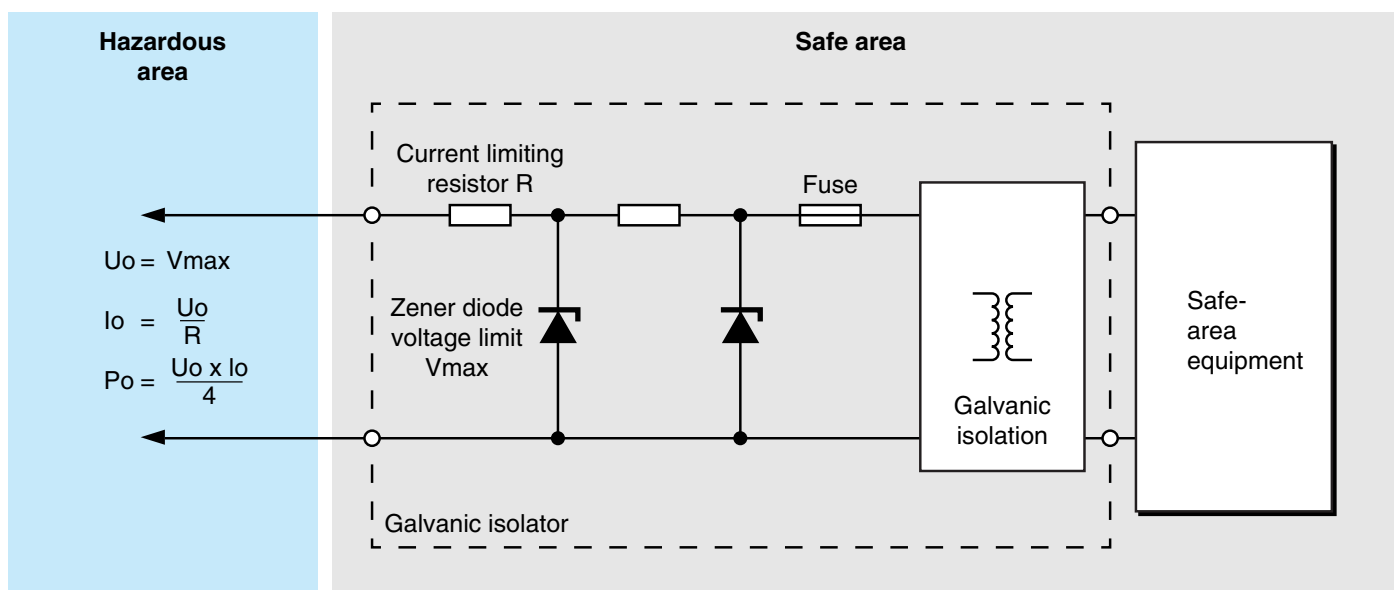 Hazardous
area
Safe area
Current limiting
resistor R
Fuse
Uo = Vmax
Io = Uo
R
Po = Uo x Io
4
Zener diode
voltage limit
Vmax
Galvanic
isolation
Safe-
area
equipment
Galvanic isolator